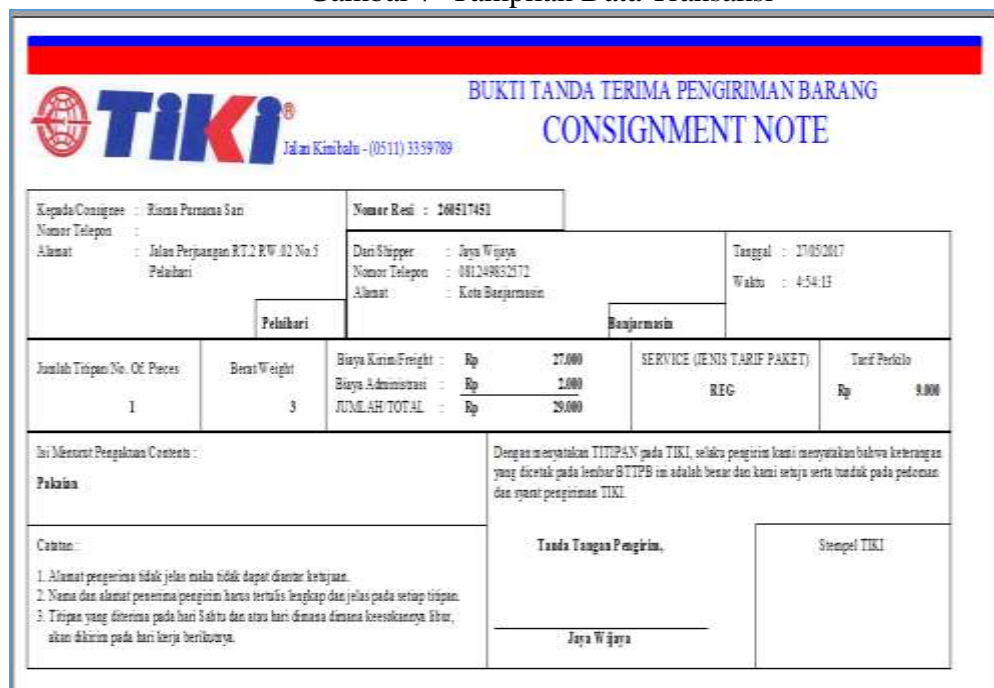 Gambar 7 Tampilan Data Transaksi
TIKI®
Jalan Kinibalu - (0511) 3359789
BUKTI TANDA TERIMA PENGIRIMAN BARANG
CONSIGNMENT NOTE
Kepada/Consignee : Risma Purnama Sari
Nomor Telepon :
Alamat : Jalan Perjuangan RT.2 RW.02 No.5
Pelaihari
Pelaihari
Nomor Resi : 260517451
Dari/Shipper : Jaya Wijaya
Nomor Telepon : 081249832572
Alamat : Kota Banjarmasin
Banjarmasin
Tanggal : 27/05/2017
Waktu : 4:54:13
Jumlah Titipan/No. Of. Pieces
1
Berat/Weight
3
Biaya Kirim/Freight : Rp 27.000
Biaya Administrasi : Rp 2.000
JUMLAH/TOTAL : Rp 29.000
SERVICE (JENIS TARIF PAKET)
REG
Tarif Perkilo
Rp 9.000
Isi Menurut Pengakuan/Contents :
Pakaian
Dengan menyatakan TITIPAN pada TIKI, selaku pengirim kami menyatakan bahwa keterangan
yang dicetak pada lembar BTTPB ini adalah benar dan kami setuju serta tunduk pada pedoman
dan syarat pengiriman TIKI.
Catatan :
1. Alamat pengerima tidak jelas maka tidak dapat diantar ketujuan.
2. Nama dan alamat penerima/pengirim harus tertulis lengkap dan jelas pada setiap titipan.
3. Titipan yang diterima pada hari Sabtu dan atau hari dimana dimana keesokannya libur,
akan dikirim pada hari kerja berikutnya.
Tanda Tangan Pengirim,
Jaya Wijaya
Stempel TIKI